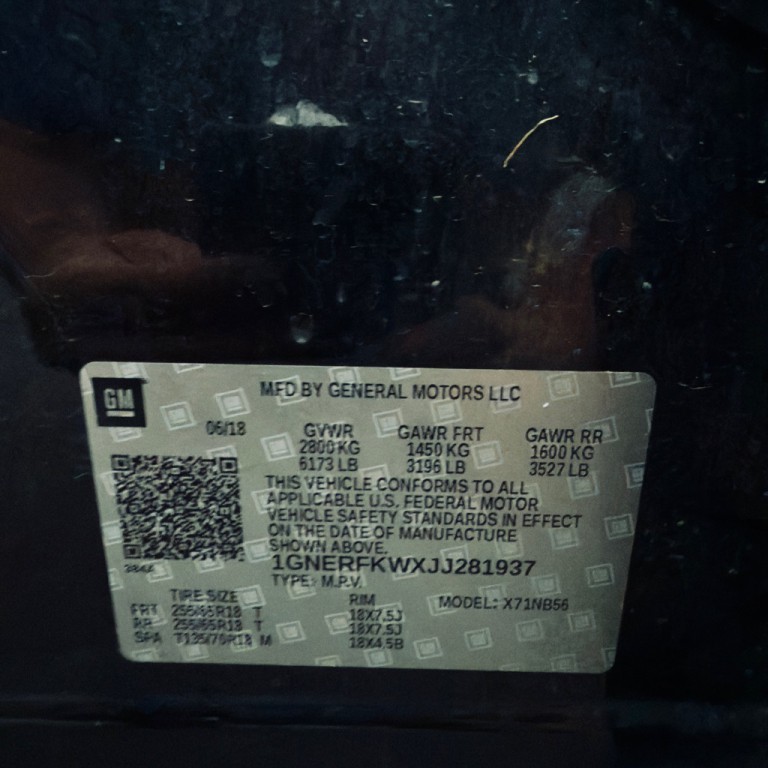 GM
MFD BY GENERAL MOTORS LLC
06/18 GVWR GAWR FRT GAWR RR
2800 KG 1450 KG 1600 KG
6173 LB 3196 LB 3527 LB
THIS VEHICLE CONFORMS TO ALL
APPLICABLE U.S. FEDERAL MOTOR
VEHICLE SAFETY STANDARDS IN EFFECT
ON THE DATE OF MANUFACTURE
SHOWN ABOVE.
1GNERFKWXJJ281937
TYPE: M.P.V.
TIRE SIZE RIM MODEL: X71NB56
FRT 255/65R18 T 18X7.5J
RR 255/65R18 T 18X7.5J
SPA T135/70R18 M 18X4.5B